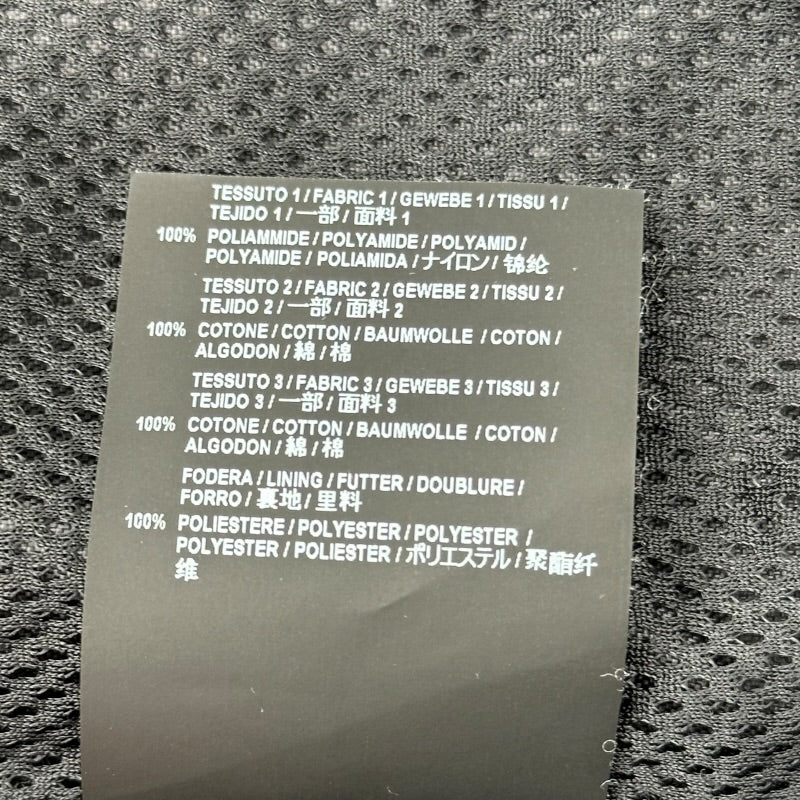 TESSUTO 1 / FABRIC 1 / GEWEBE 1 / TISSU 1 /
TEJIDO 1 / 一部 / 面料 1
100% POLIAMMIDE / POLYAMIDE / POLYAMID /
POLYAMIDE / POLIAMIDA / ナイロン / 锦纶
TESSUTO 2 / FABRIC 2 / GEWEBE 2 / TISSU 2 /
TEJIDO 2 / 一部 / 面料 2
100% COTONE / COTTON / BAUMWOLLE / COTON /
ALGODON / 綿 / 棉
TESSUTO 3 / FABRIC 3 / GEWEBE 3 / TISSU 3 /
TEJIDO 3 / 一部 / 面料 3
100% COTONE / COTTON / BAUMWOLLE / COTON /
ALGODON / 綿 / 棉
FODERA / LINING / FUTTER / DOUBLURE /
FORRO / 裏地 / 里料
100% POLIESTERE / POLYESTER / POLYESTER /
POLYESTER / POLIESTER / ポリエステル / 聚酯纤
维